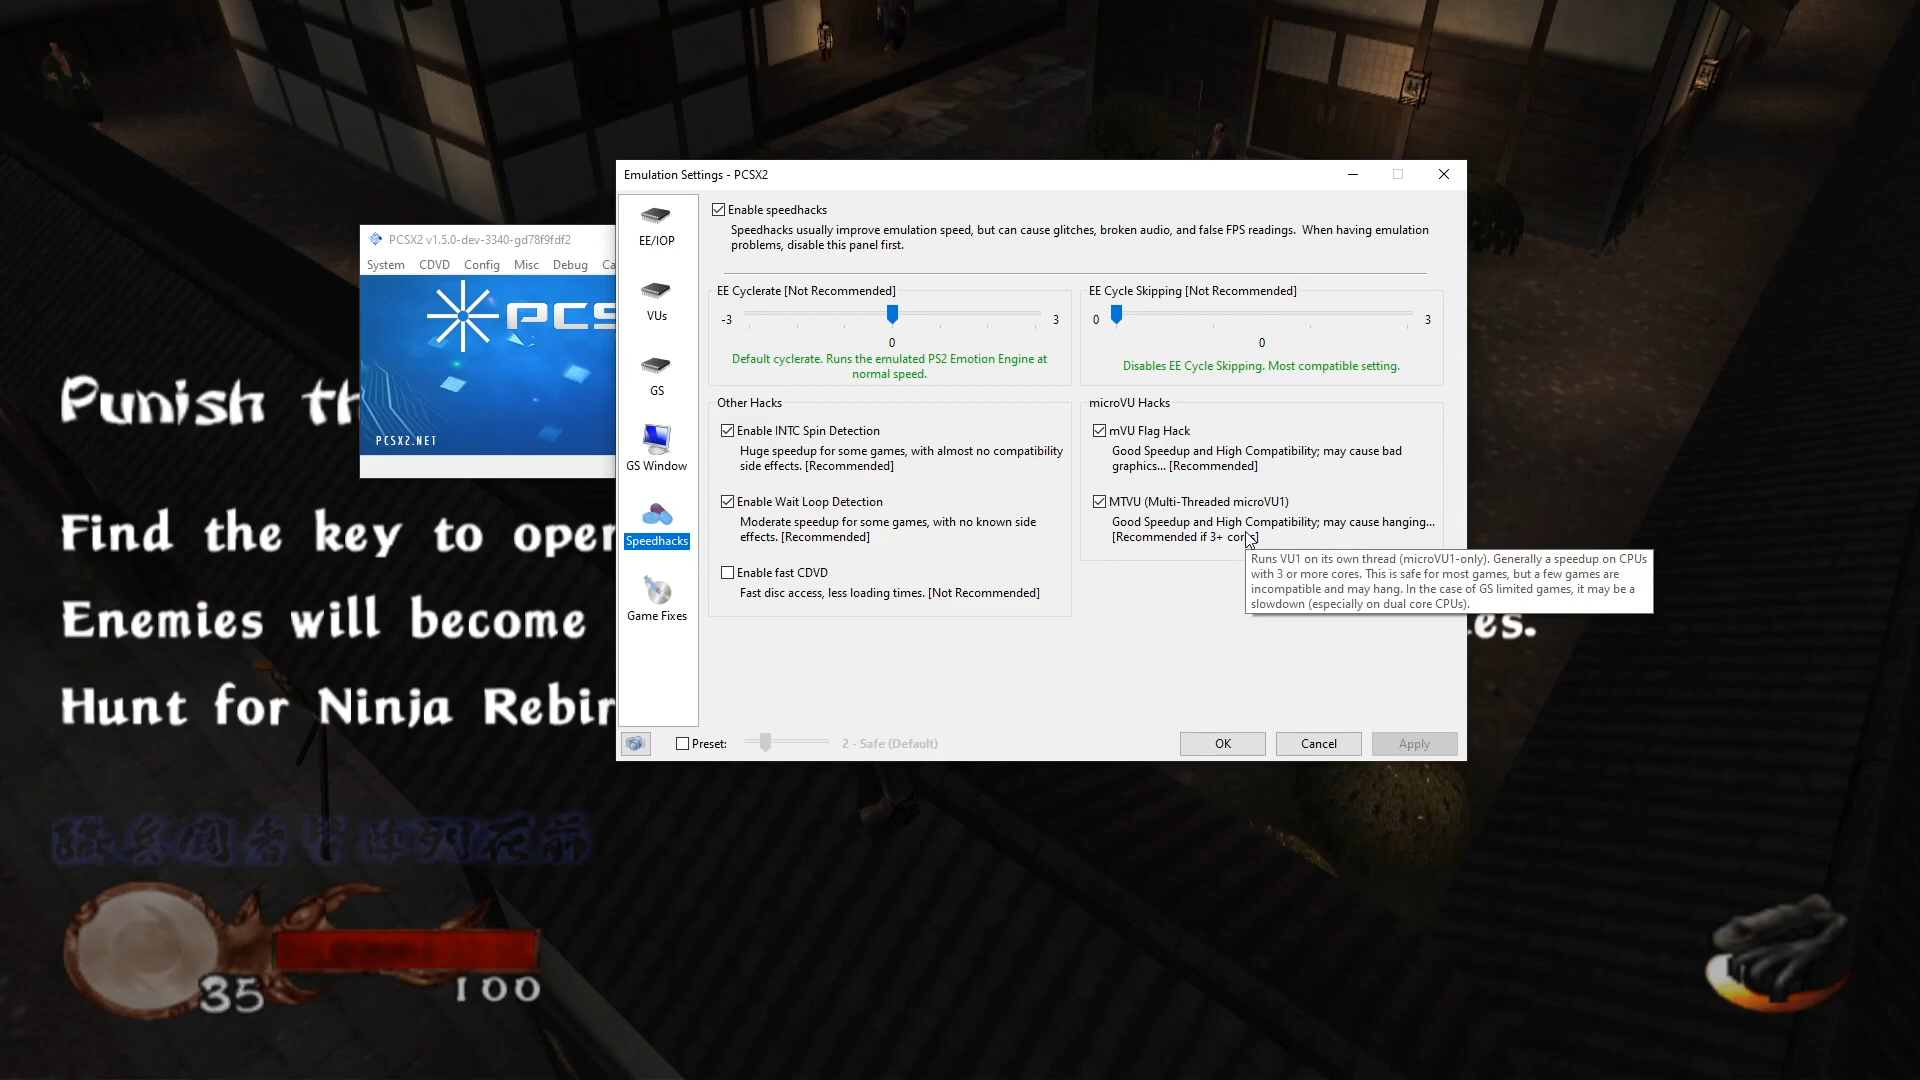 Emulation Settings - PCSX2
EE/IOP
VUs
GS
GS Window
Speedhacks
Game Fixes
Enable speedhacks
Speedhacks usually improve emulation speed, but can cause glitches, broken audio, and false FPS readings. When having emulation
problems, disable this panel first.
EE Cyclerate [Not Recommended]
-3
3
0
Default cyclerate. Runs the emulated PS2 Emotion Engine at
normal speed.
EE Cycle Skipping [Not Recommended]
0
3
0
Disables EE Cycle Skipping. Most compatible setting.
Other Hacks
Enable INTC Spin Detection
Huge speedup for some games, with almost no compatibility
side effects. [Recommended]
Enable Wait Loop Detection
Moderate speedup for some games, with no known side
effects. [Recommended]
Enable fast CDVD
Fast disc access, less loading times. [Not Recommended]
microVU Hacks
mVU Flag Hack
Good Speedup and High Compatibility; may cause bad
graphics... [Recommended]
MTVU (Multi-Threaded microVU1)
Good Speedup and High Compatibility; may cause hanging...
[Recommended if 3+
Runs VU1 on its own thread (microVU1-only). Generally a speedup on CPUs
with 3 or more cores. This is safe for most games, but a few games are
incompatible and may hang. In the case of GS limited games, it may be a
slowdown (especially on dual core CPUs).
Preset:
2 - Safe (Default)
OK
Cancel
Apply
PCSX2 v1.5.0-dev-3340-gd78f9fdf2
System CDVD Config Misc Debug
PCSX2.NET
Punish
Find the key to
Enemies will become
Hunt for Ninja
35
100